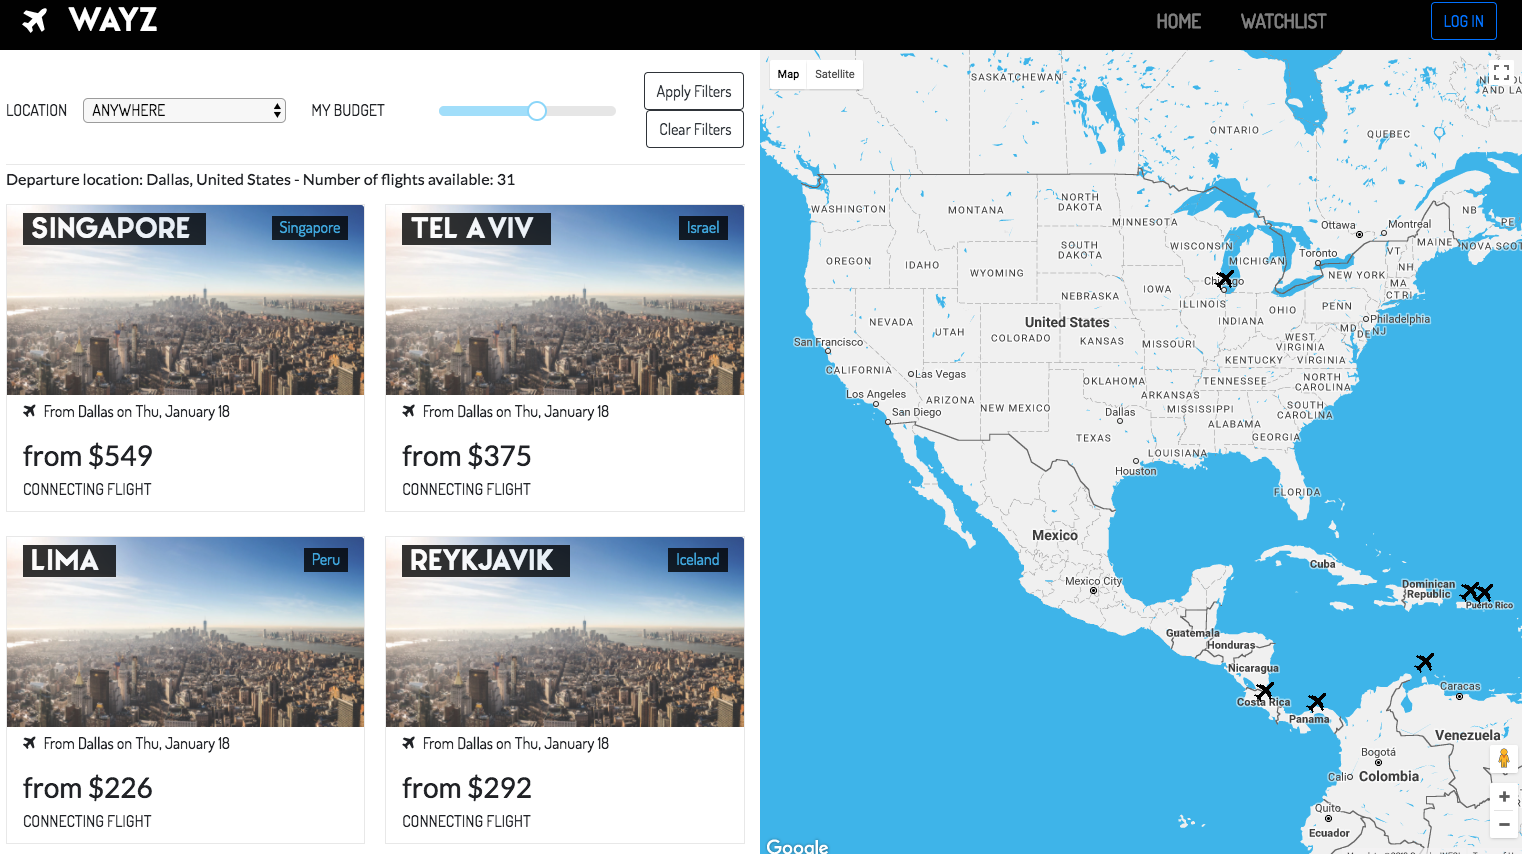 WAYZ
HOME
WATCHLIST
LOG IN
LOCATION
ANYWHERE
MY BUDGET
Apply Filters
Clear Filters
Departure location: Dallas, United States - Number of flights available: 31
SINGAPORE
Singapore
From Dallas on Thu, January 18
from $549
CONNECTING FLIGHT
TEL AVIV
Israel
From Dallas on Thu, January 18
from $375
CONNECTING FLIGHT
LIMA
Peru
From Dallas on Thu, January 18
from $226
CONNECTING FLIGHT
REYKJAVIK
Iceland
From Dallas on Thu, January 18
from $292
CONNECTING FLIGHT
Map
Satellite
SASKATCHEWAN
AND LA
ONTARIO
QUEBEC
WASHINGTON
MONTANA
NORTH
DAKOTA
MINNESOTA
Ottawa
Montreal
NB
PE
OREGON
IDAHO
WYOMING
SOUTH
DAKOTA
WISCONSIN
MICHIGAN
Toronto
VT
MAINE
NOVA SCOT
NH
NEW YORK
MA
CT
RI
NEBRASKA
IOWA
ILLINOIS
INDIANA
OHIO
PENN
Philadelphia
NEVADA
UTAH
United States
COLORADO
KANSAS
MISSOURI
WEST
VIRGINIA
MD
DE
NJ
San Francisco
KENTUCKY
VIRGINIA
CALIFORNIA
Las Vegas
OKLAHOMA
TENNESSEE
NORTH
CAROLINA
Los Angeles
ARIZONA
NEW MEXICO
ARKANSAS
SOUTH
CAROLINA
San Diego
Dallas
MISSISSIPPI
ALABAMA
TEXAS
GEORGIA
LOUISIANA
Houston
FLORIDA
Mexico
Mexico City
Cuba
Dominican
Republic
Puerto Rico
Guatemala
Honduras
Nicaragua
Costa Rica
Panama
Caracas
Venezuela
Bogotá
Cali
Colombia
Quito
Ecuador
Google